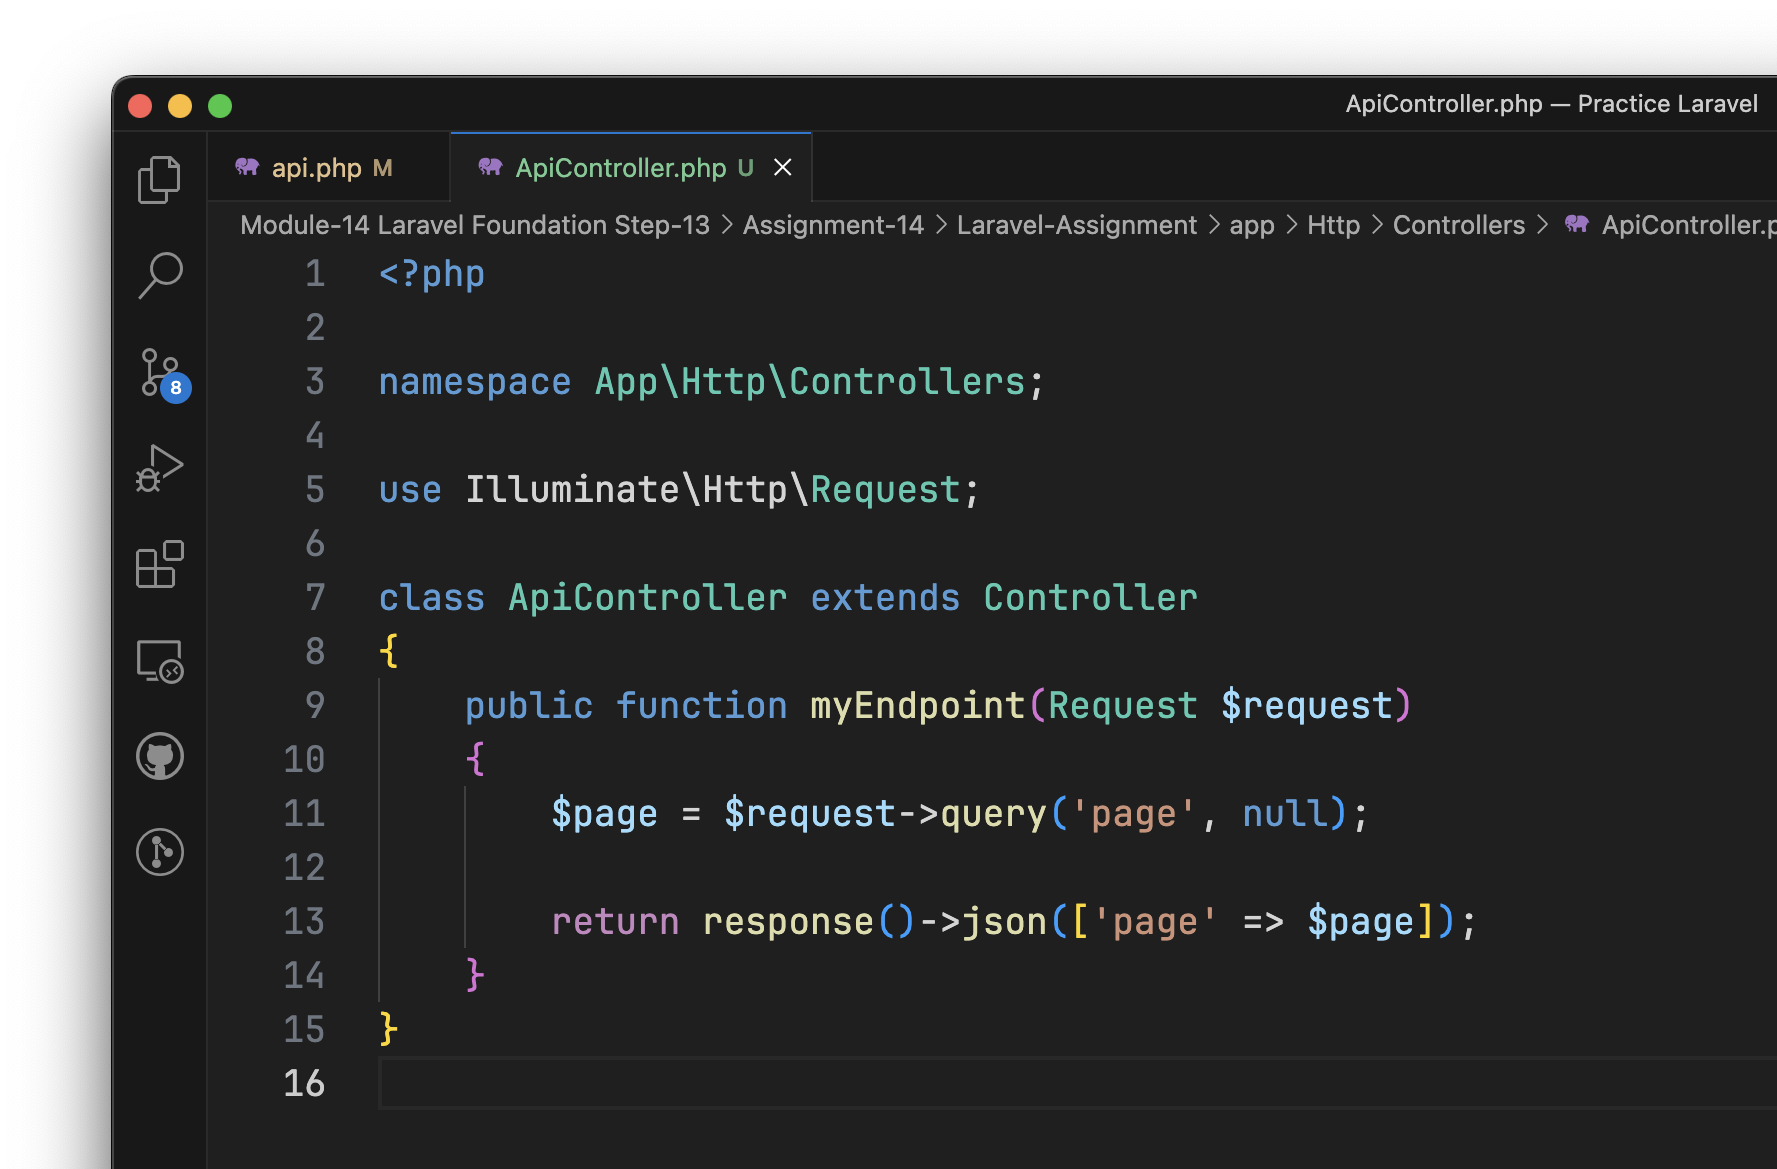 ApiController.php — Practice Laravel
api.php M
ApiController.php U
Module-14 Laravel Foundation Step-13 > Assignment-14 > Laravel-Assignment > app > Http > Controllers > ApiController.p
8
1 <?php
2
3 namespace App\Http\Controllers;
4
5 use Illuminate\Http\Request;
6
7 class ApiController extends Controller
8 {
9     public function myEndpoint(Request $request)
10     {
11         $page = $request->query('page', null);
12
13         return response()->json(['page' => $page]);
14     }
15 }
16